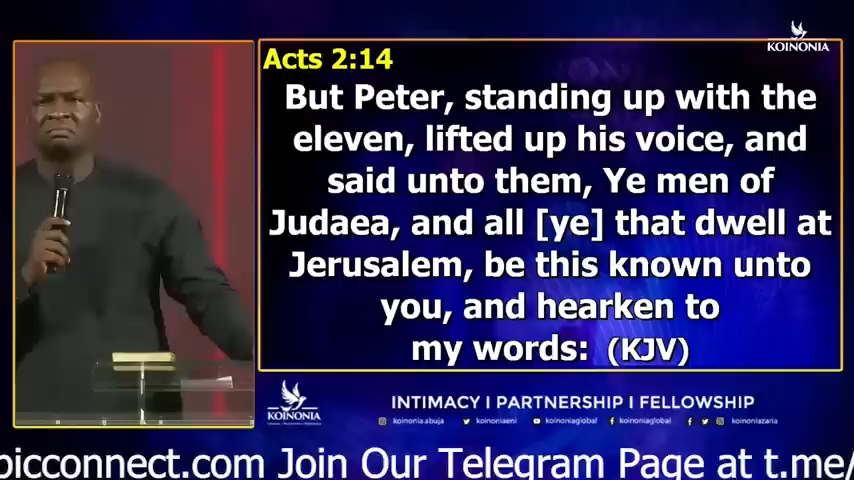 KOINONIA
Acts 2:14
But Peter, standing up with the
eleven, lifted up his voice, and
said unto them, Ye men of
Judaea, and all [ye] that dwell at
Jerusalem, be this known unto
you, and hearken to
my words: (KJV)
KOINONIA
INTIMACY I PARTNERSHIP I FELLOWSHIP
koinonia.abuja koinoniaeni koinoniaglobal koinoniaglobal koinoniazaria
picconnect.com Join Our Telegram Page at t.me/